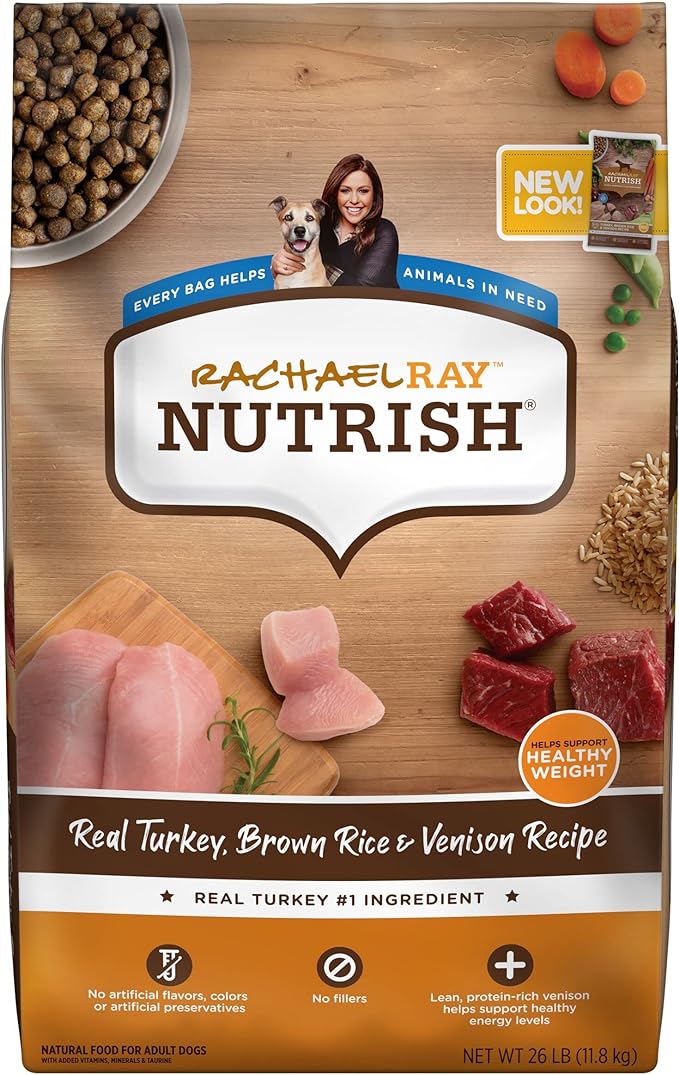 NEW
LOOK!
RACHAELRAY
NUTRISH
EVERY BAG HELPS
ANIMALS IN NEED
RACHAELRAY™
NUTRISH®
HELPS SUPPORT
HEALTHY
WEIGHT
Real Turkey, Brown Rice & Venison Recipe
★ REAL TURKEY #1 INGREDIENT ★
No artificial flavors, colors
or artificial preservatives
No fillers
Lean, protein-rich venison
helps support healthy
energy levels
NATURAL FOOD FOR ADULT DOGS
WITH ADDED VITAMINS, MINERALS & TAURINE
NET WT 26 LB (11.8 kg)